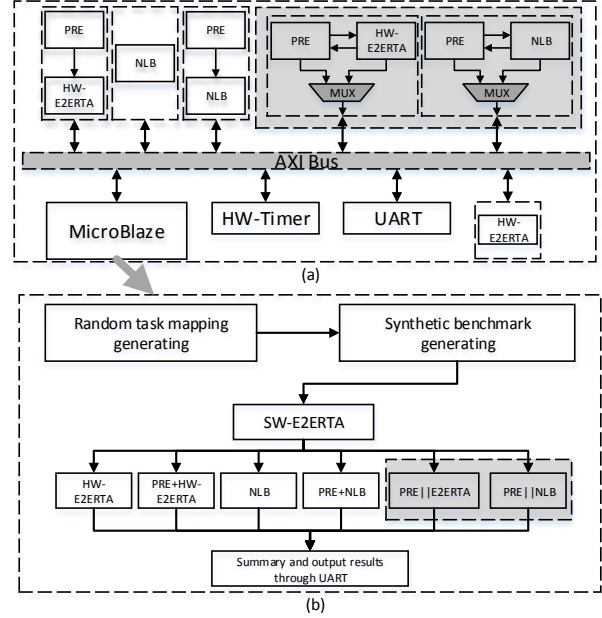 PRE
HW-
E2ERTA
NLB
PRE
NLB
PRE
HW-
E2ERTA
MUX
PRE
NLB
MUX
AXI Bus
MicroBlaze
HW-Timer
UART
HW-
E2ERTA
(a)
Random task mapping
generating
Synthetic benchmark
generating
SW-E2ERTA
HW-
E2ERTA
PRE+HW-
E2ERTA
NLB
PRE+NLB
PRE||E2ERTA
PRE||NLB
Summary and output results
through UART
(b)